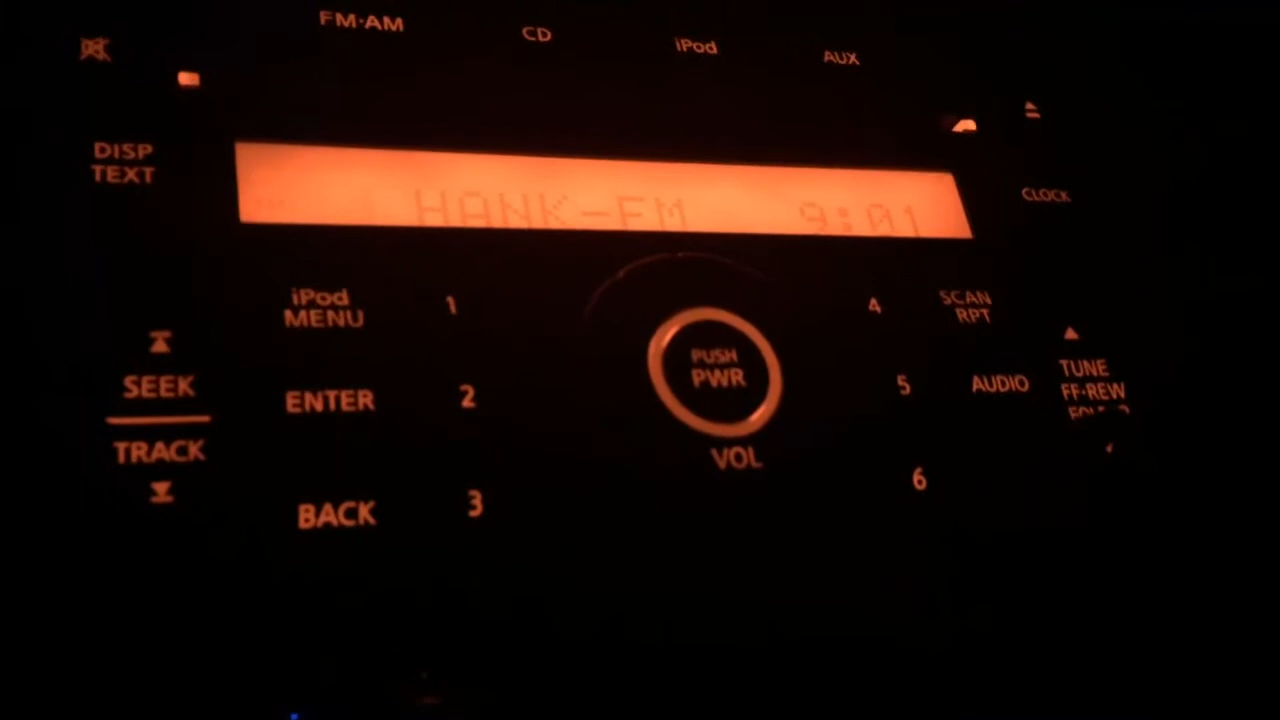 FM·AM
CD
iPod
AUX
DISP
TEXT
HANK-FM 9:01
CLOCK
iPod
MENU
1
4
SCAN
RPT
SEEK
TRACK
ENTER
2
PUSH
PWR
VOL
5
AUDIO
TUNE
FF·REW
BACK
3
6